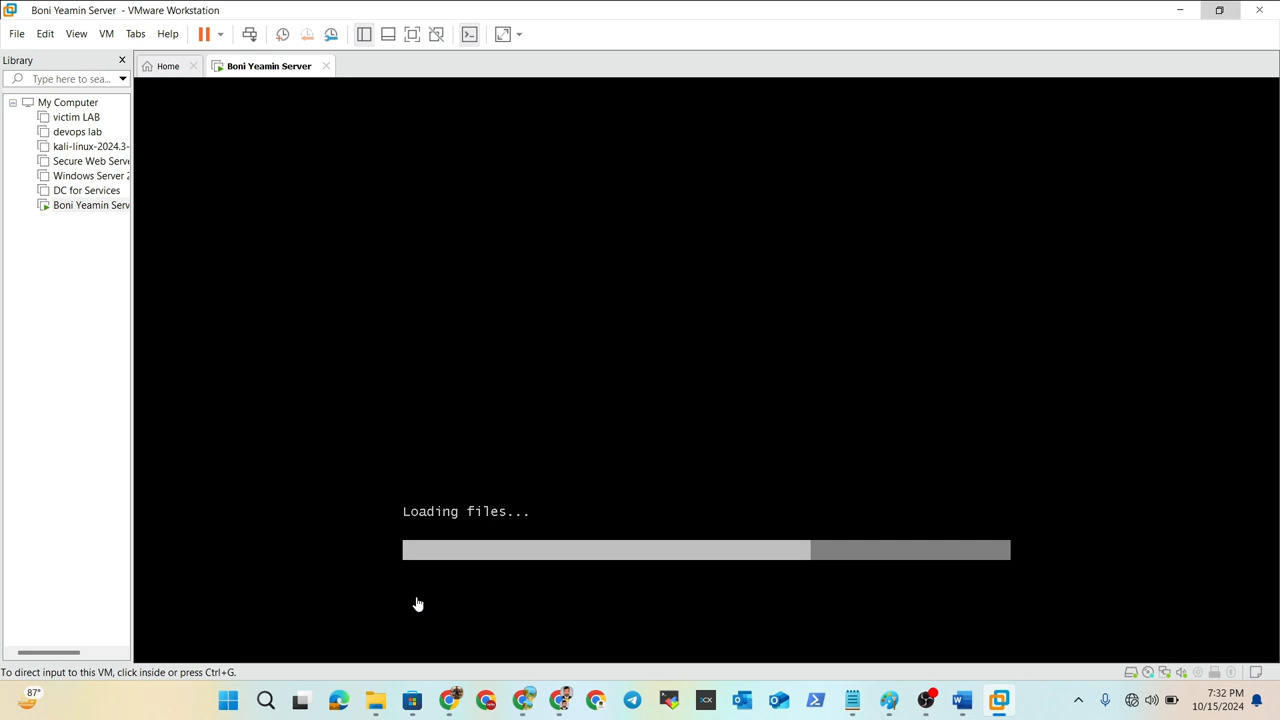 Boni Yeamin Server - VMware Workstation
File Edit View VM Tabs Help
Library
Type here to sea...
Home
Boni Yeamin Server
My Computer
victim LAB
devops lab
kali-linux-2024.3-
Secure Web Serve
Windows Server 2
DC for Services
Boni Yeamin Serv
Loading files...
To direct input to this VM, click inside or press Ctrl+G.
87°
7:32 PM
10/15/2024